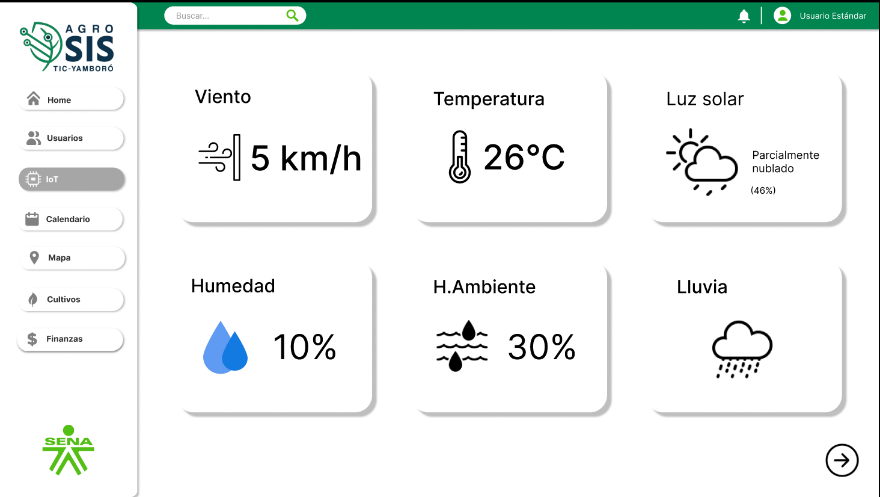 AGRO
SIS
TIC-YAMBORÓ
Buscar...
Usuario Estándar
Home
Usuarios
IoT
Calendario
Mapa
Cultivos
Finanzas
SENA
Viento
5 km/h
Temperatura
26°C
Luz solar
Parcialmente
nublado
(46%)
Humedad
10%
H.Ambiente
30%
Lluvia